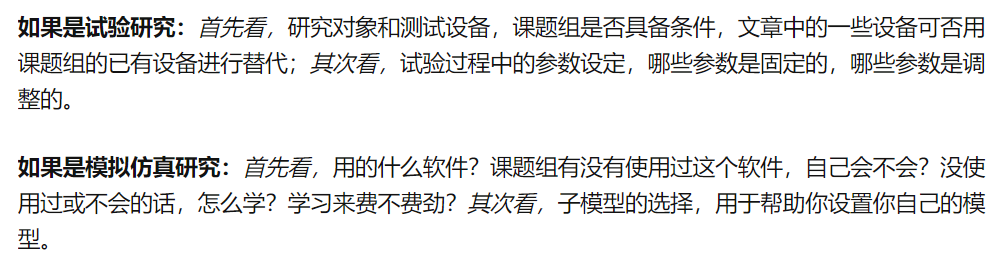 如果是试验研究：首先看，研究对象和测试设备，课题组是否具备条件，文章中的一些设备可否用
课题组的已有设备进行替代；其次看，试验过程中的参数设定，哪些参数是固定的，哪些参数是调
整的。
如果是模拟仿真研究：首先看，用的什么软件？课题组有没有使用过这个软件，自己会不会？没使
用过或不会的话，怎么学？学习来费不费劲？其次看，子模型的选择，用于帮助你设置你自己的模
型。